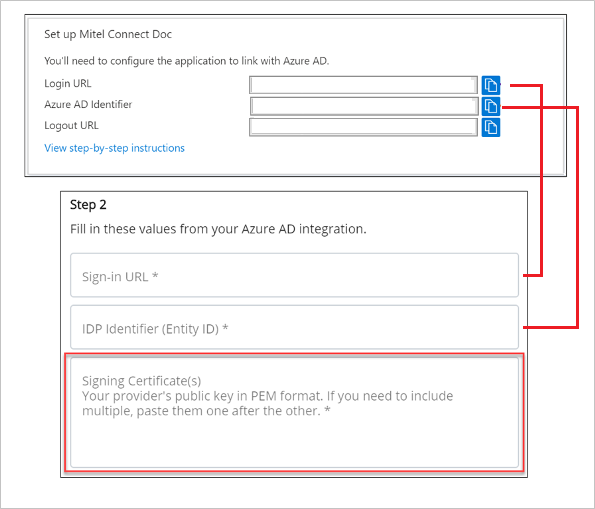 Set up Mitel Connect Doc
You'll need to configure the application to link with Azure AD.
Login URL
Azure AD Identifier
Logout URL
View step-by-step instructions
Step 2
Fill in these values from your Azure AD integration.
Sign-in URL *
IDP Identifier (Entity ID) *
Signing Certificate(s)
Your provider's public key in PEM format. If you need to include
multiple, paste them one after the other. *